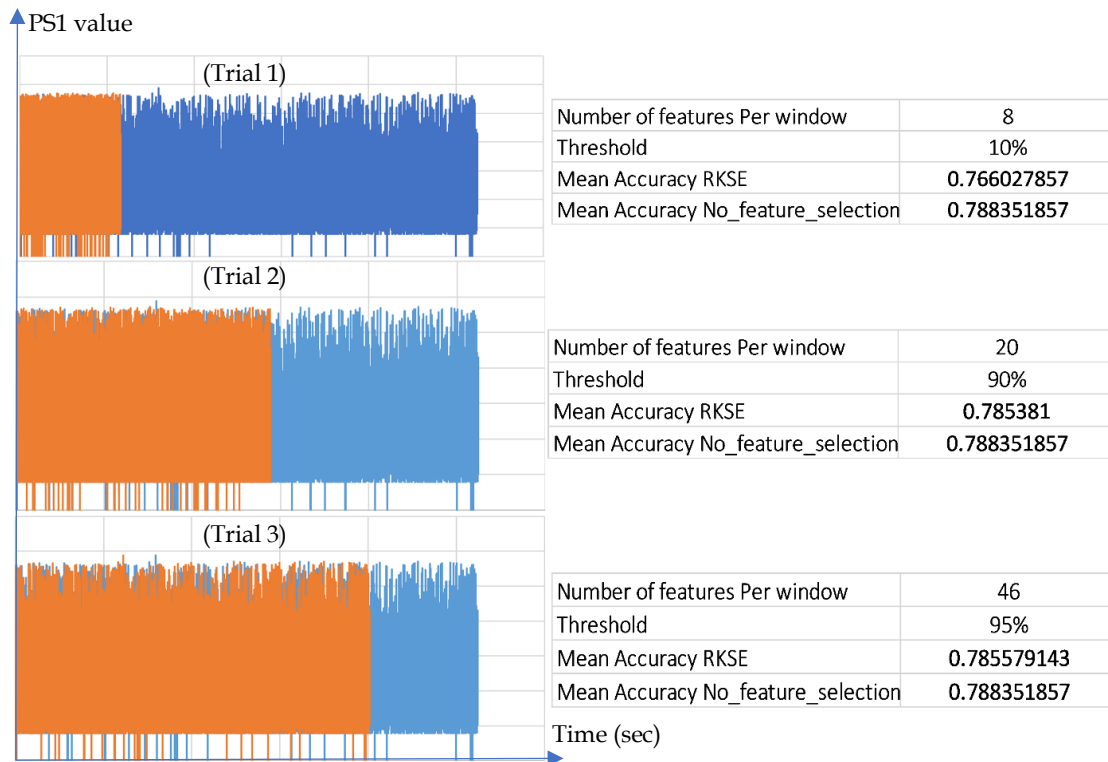 PS1 value
(Trial 1)
Number of features Per window 8
Threshold 10%
Mean Accuracy RKSE 0.766027857
Mean Accuracy No_feature_selection 0.788351857
(Trial 2)
Number of features Per window 20
Threshold 90%
Mean Accuracy RKSE 0.785381
Mean Accuracy No_feature_selection 0.788351857
(Trial 3)
Number of features Per window 46
Threshold 95%
Mean Accuracy RKSE 0.785579143
Mean Accuracy No_feature_selection 0.788351857
Time (sec)